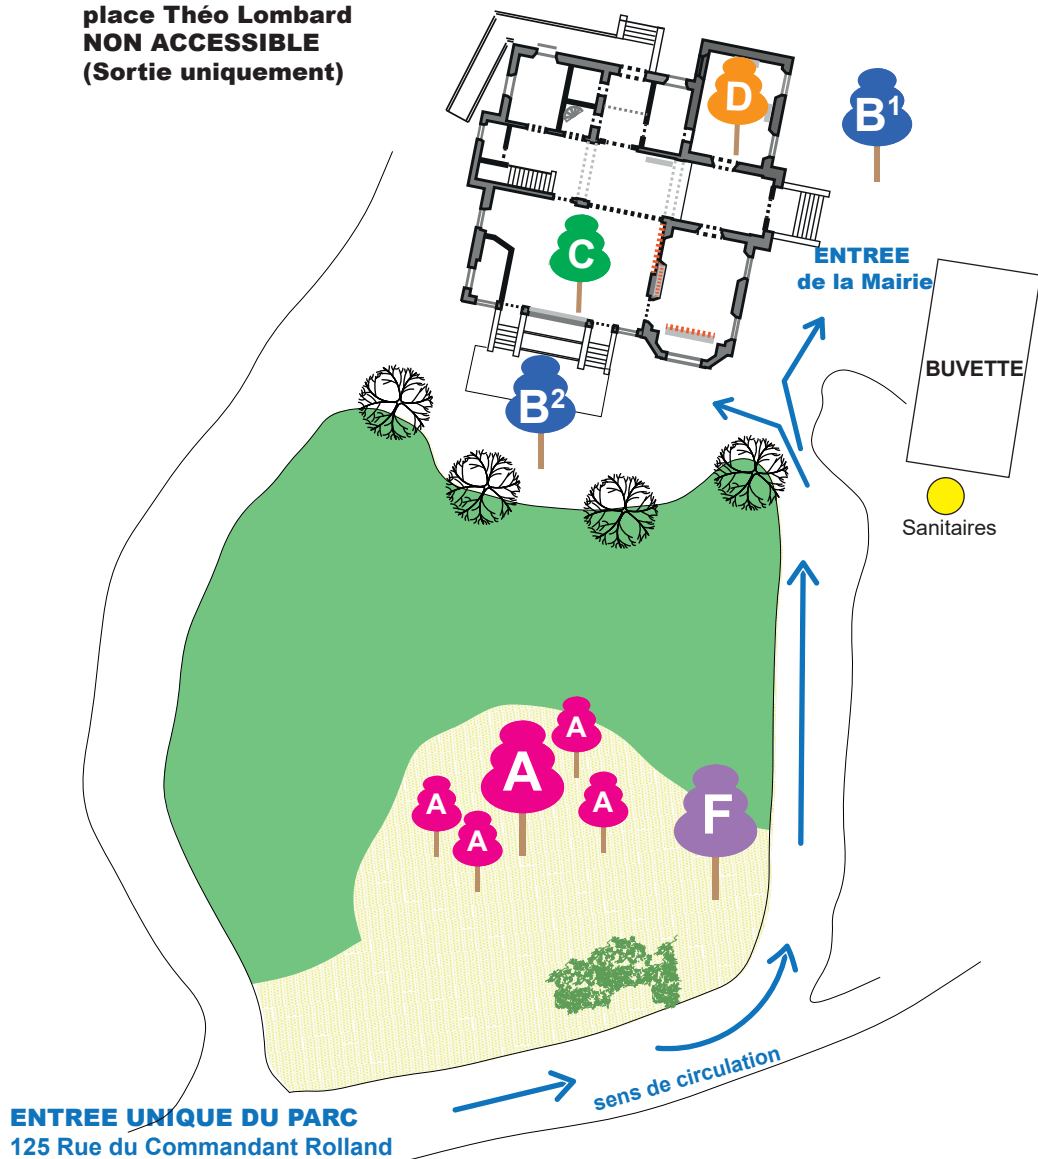 place Théo Lombard
NON ACCESSIBLE
(Sortie uniquement)
D
B1
C
ENTREE
de la Mairie
BUVETTE
B2
Sanitaires
A
A
A
A
A
F
sens de circulation
ENTREE UNIQUE DU PARC
125 Rue du Commandant Rolland